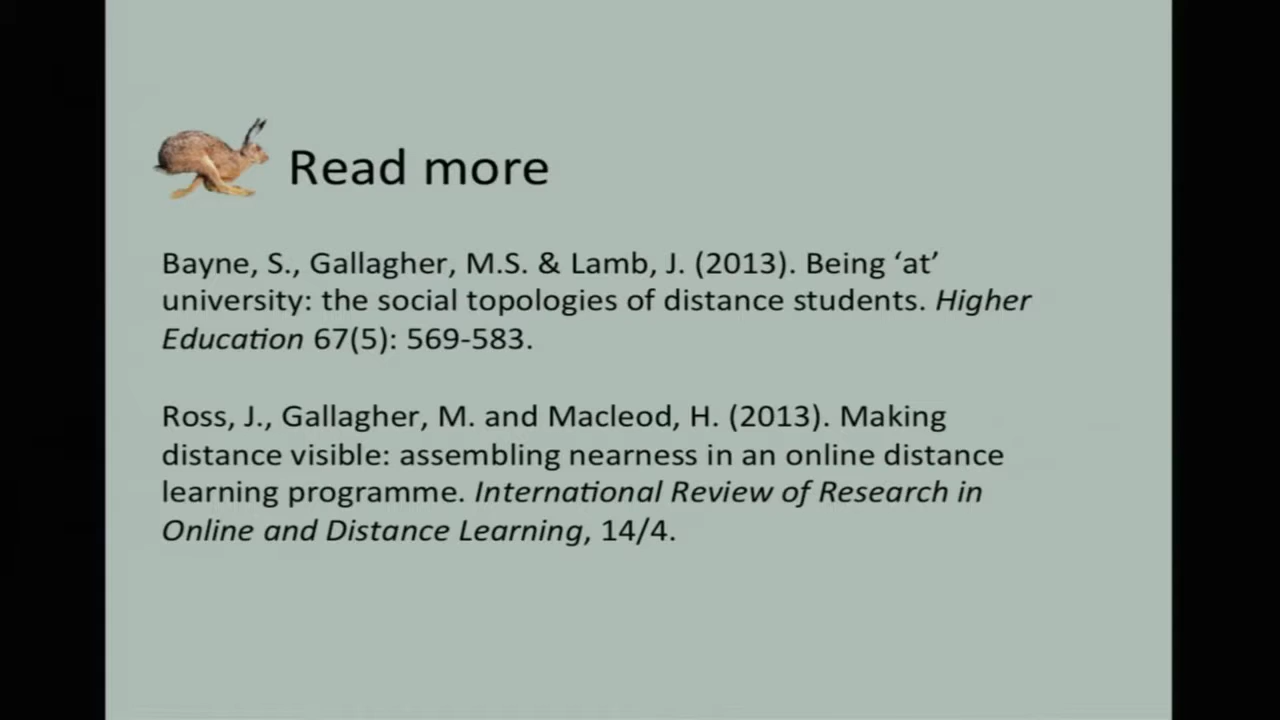 Read more
Bayne, S., Gallagher, M.S. & Lamb, J. (2013). Being ‘at’
university: the social topologies of distance students. Higher
Education 67(5): 569-583.
Ross, J., Gallagher, M. and Macleod, H. (2013). Making
distance visible: assembling nearness in an online distance
learning programme. International Review of Research in
Online and Distance Learning, 14/4.